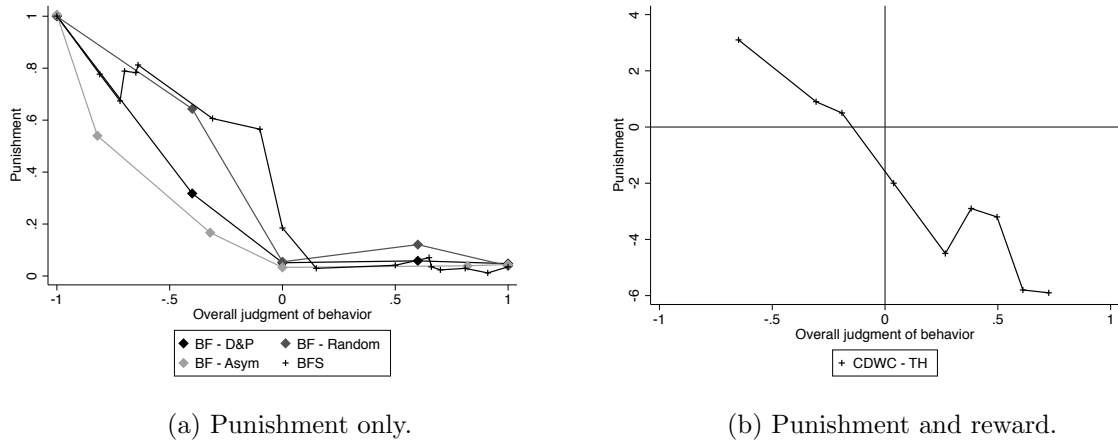 Punishment
1
.8
.6
.4
.2
0
-1
-.5
0
.5
1
Overall judgment of behavior
BF - D&P
BF - Random
BF - Asym
BFS
(a) Punishment only.
Punishment
4
2
0
-2
-4
-6
-1
-.5
0
.5
1
Overall judgment of behavior
CDWC - TH
(b) Punishment and reward.